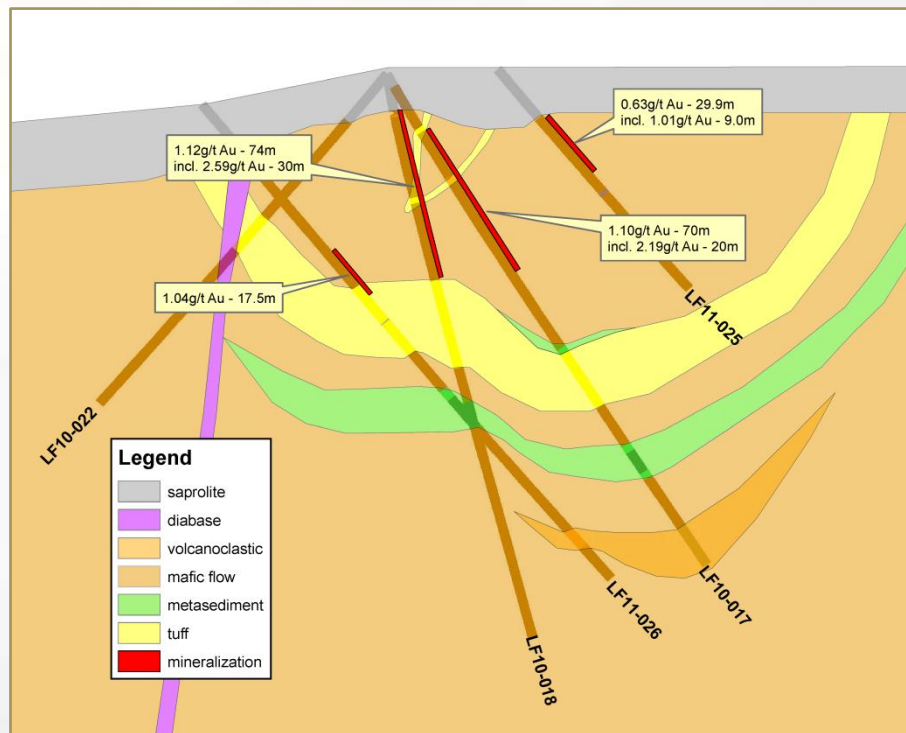 0.63g/t Au - 29.9m
incl. 1.01g/t Au - 9.0m
1.12g/t Au - 74m
incl. 2.59g/t Au - 30m
1.10g/t Au - 70m
incl. 2.19g/t Au - 20m
1.04g/t Au - 17.5m
LF11-025
LF10-022
Legend
saprolite
diabase
volcanoclastic
mafic flow
metasediment
tuff
mineralization
LF10-017
LF11-026
LF10-018